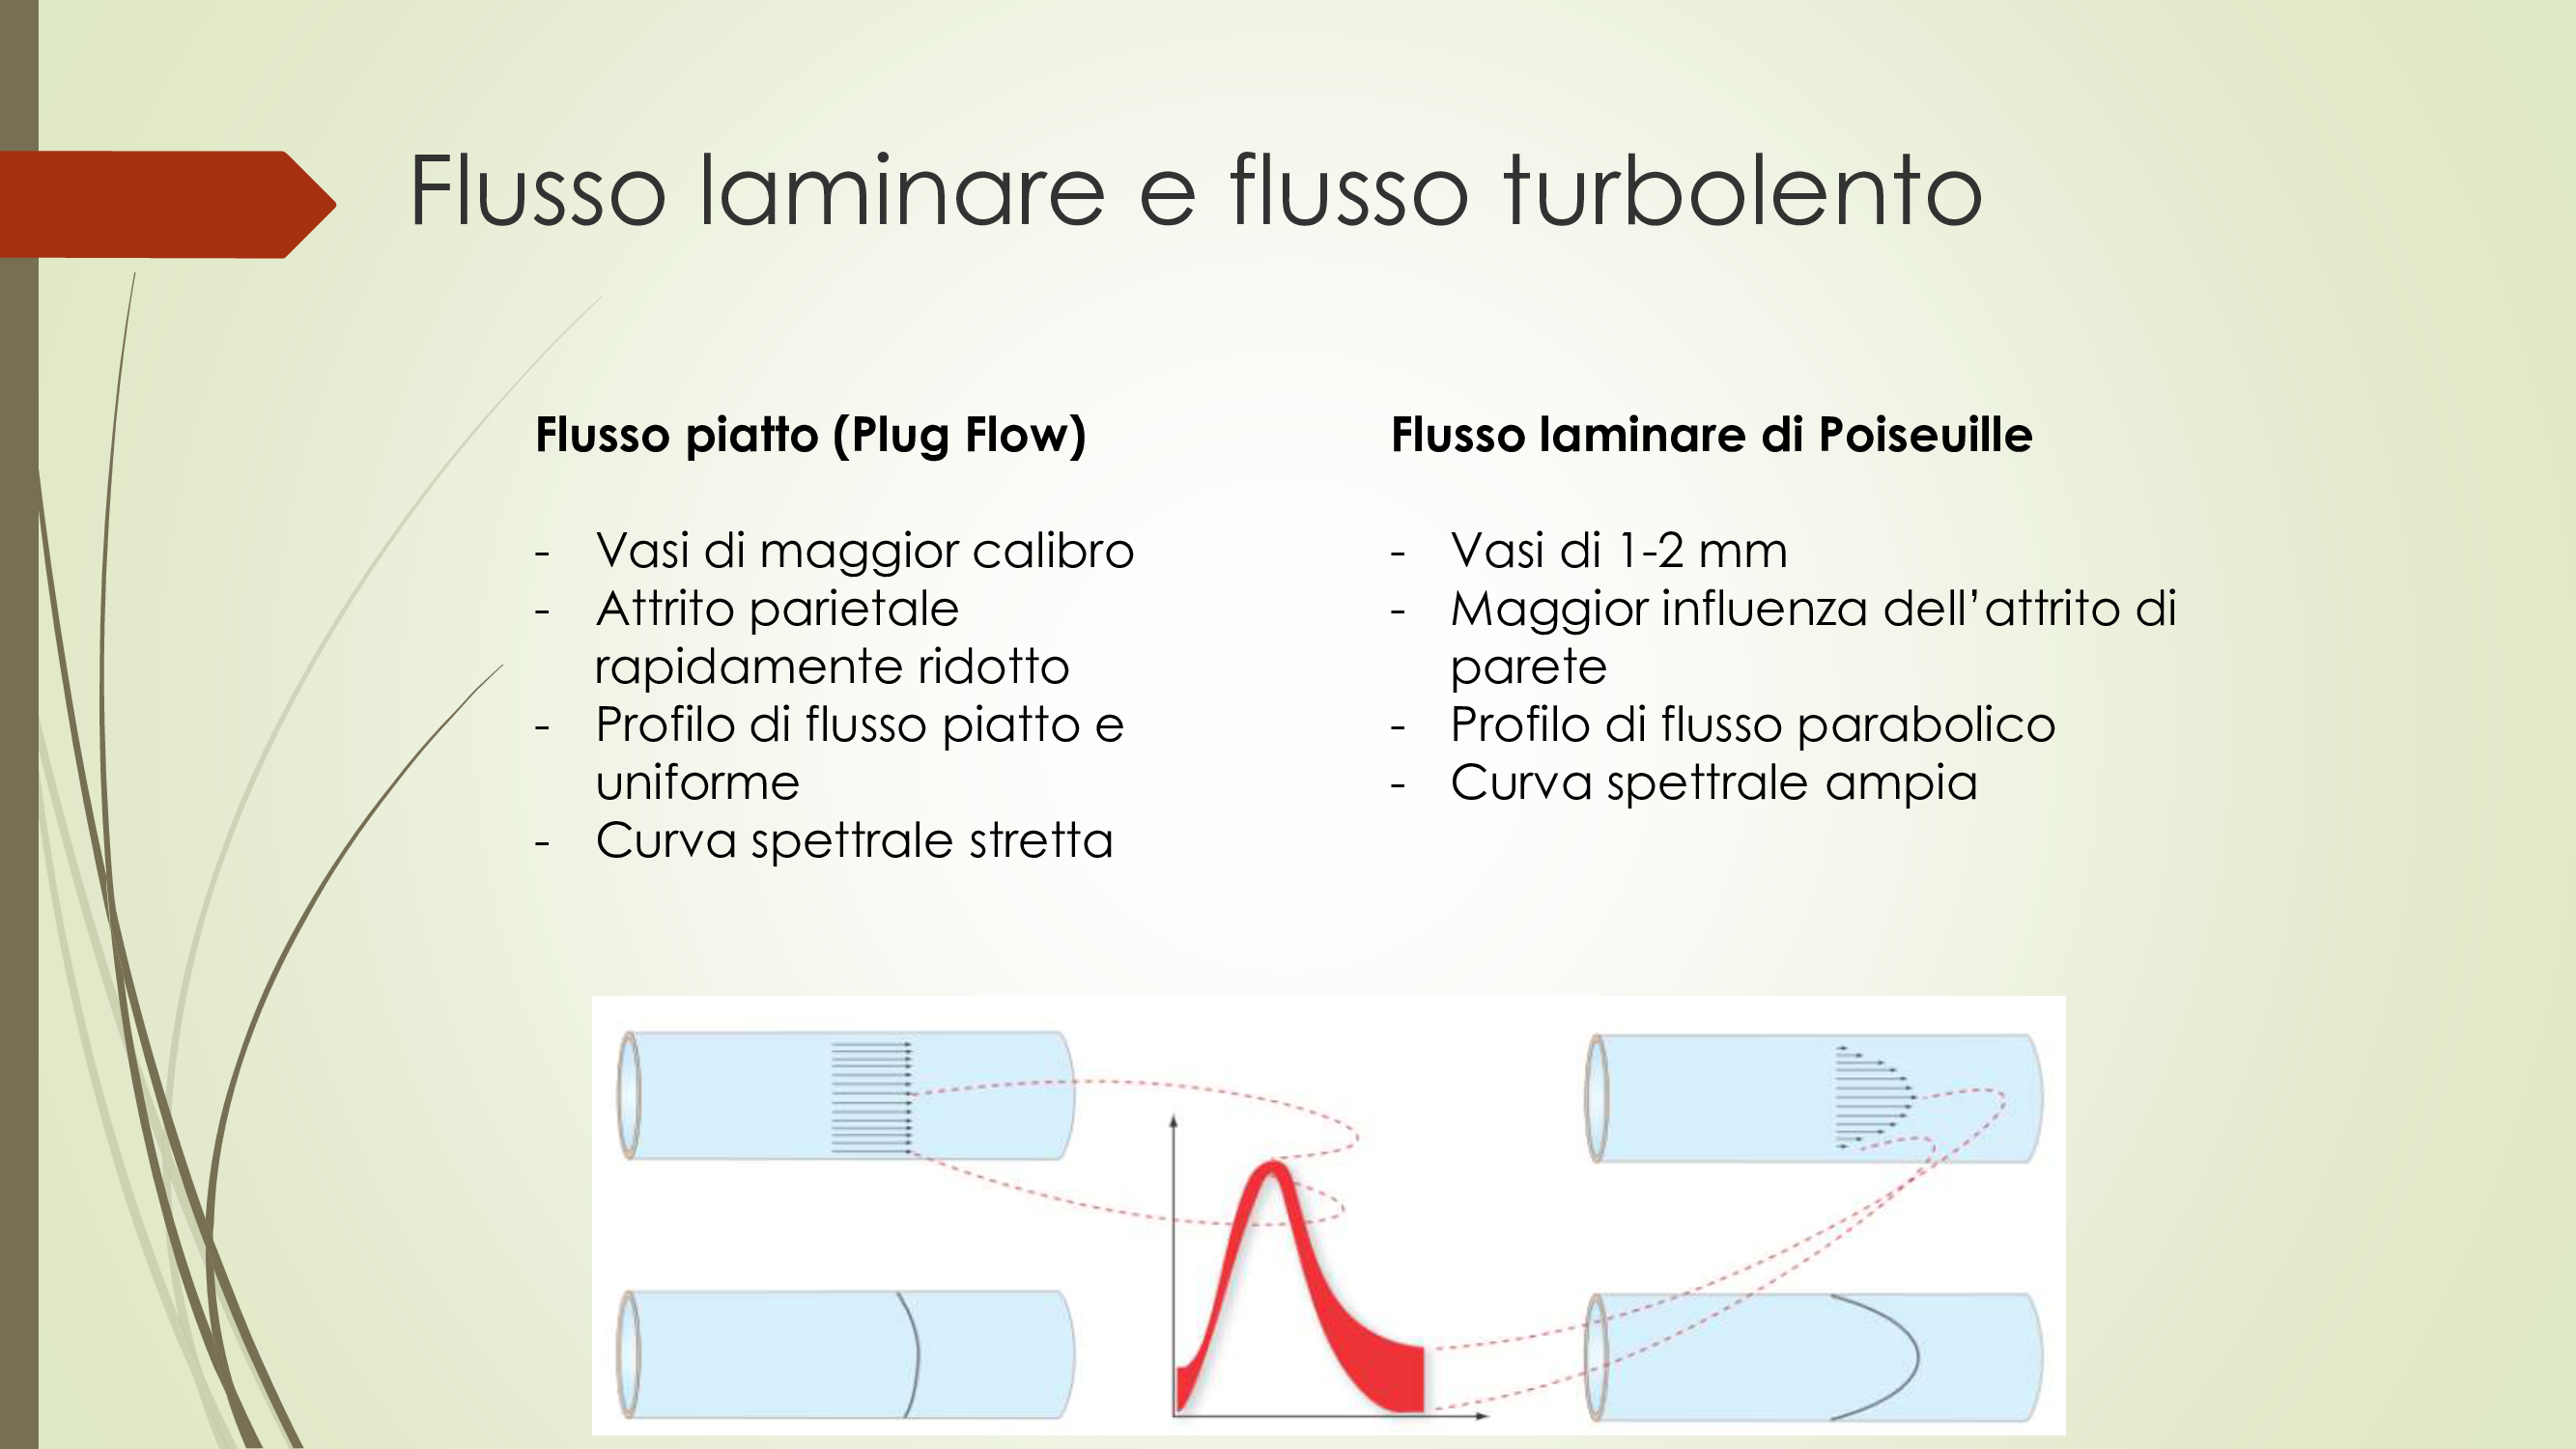 Flusso laminare e flusso turbolento
Flusso piatto (Plug Flow)
- Vasi di maggior calibro
- Attrito parietale
rapidamente ridotto
- Profilo di flusso piatto e
uniforme
- Curva spettrale stretta
Flusso laminare di Poiseuille
- Vasi di 1-2 mm
- Maggior influenza dell’attrito di
parete
- Profilo di flusso parabolico
- Curva spettrale ampia